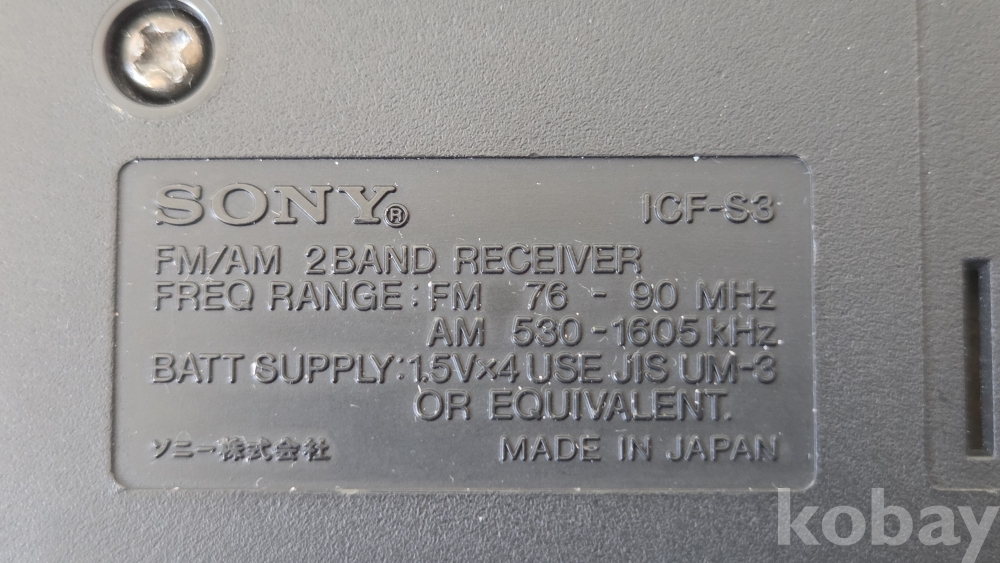 SONY® ICF-S3
FM/AM 2BAND RECEIVER
FREQ RANGE: FM 76 - 90 MHz
AM 530 -1605 kHz
BATT SUPPLY: 1.5V×4 USE JIS UM-3
OR EQUIVALENT.
ソニー株式会社 MADE IN JAPAN
kobay